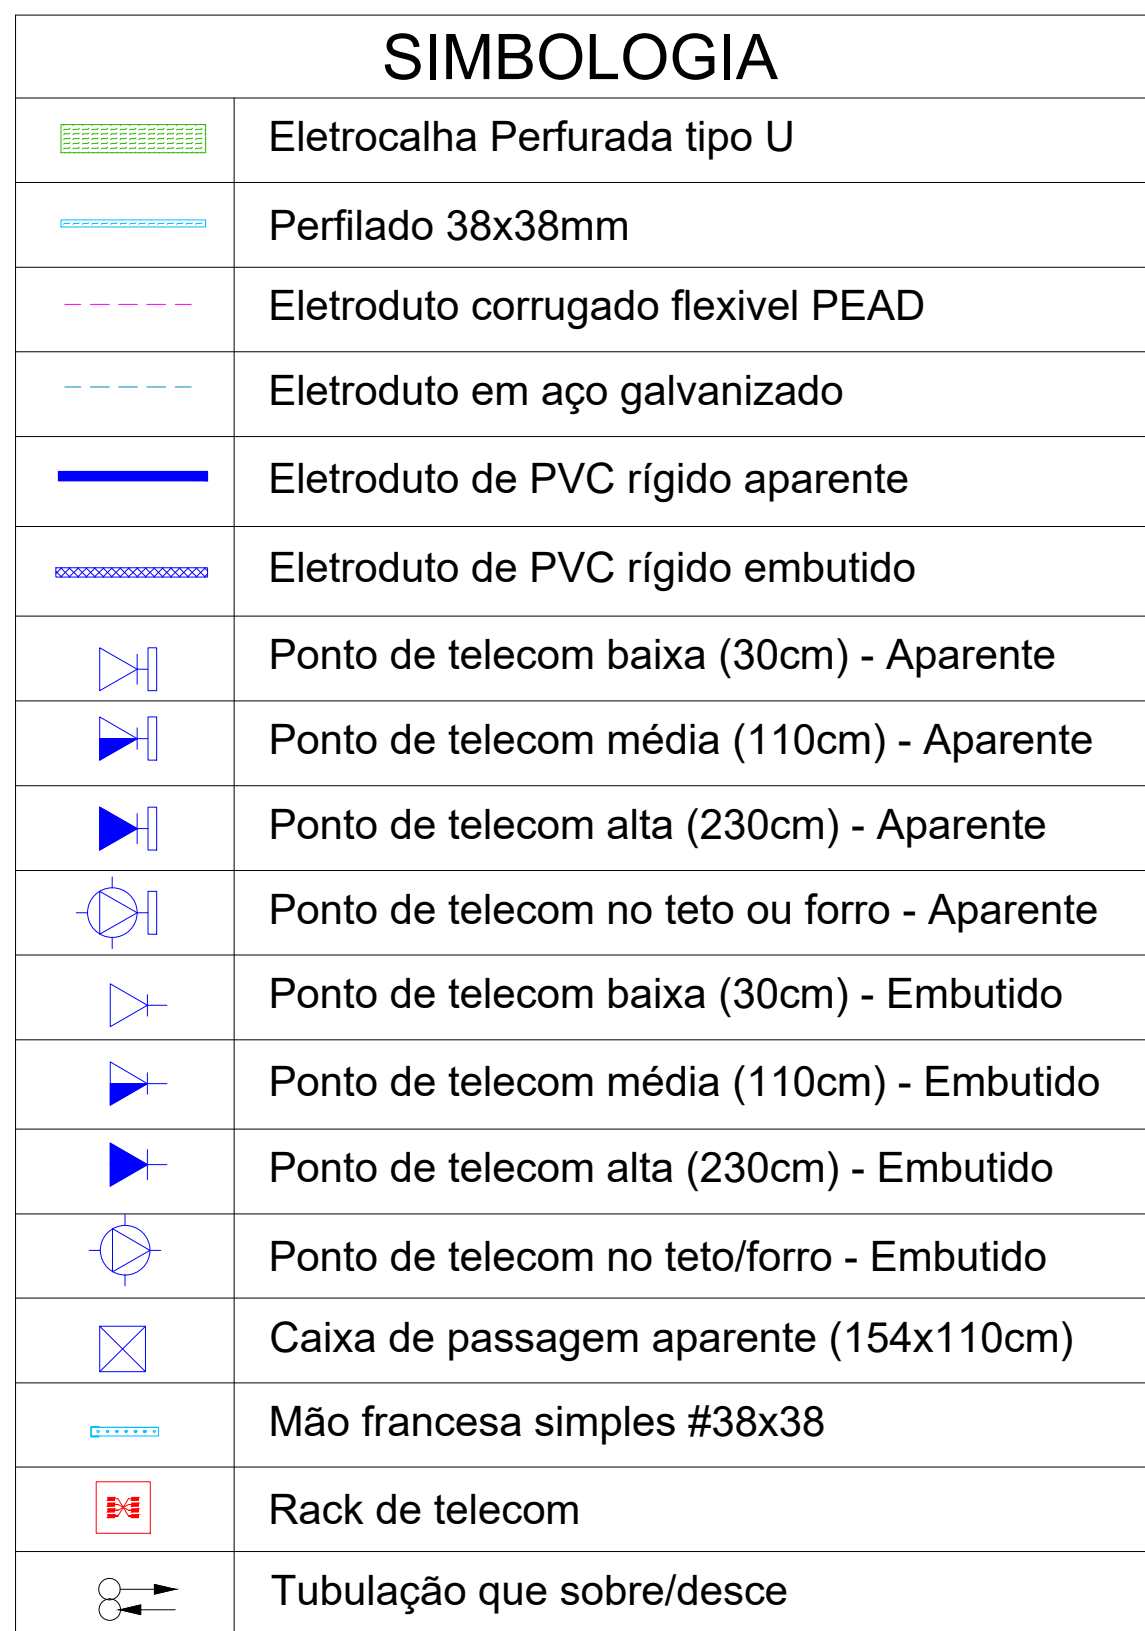 SIMBOLOGIA
Eletrocalha Perfurada tipo U
Perfilado 38x38mm
Eletroduto corrugado flexivel PEAD
Eletroduto em aço galvanizado
Eletroduto de PVC rígido aparente
Eletroduto de PVC rígido embutido
Ponto de telecom baixa (30cm) - Aparente
Ponto de telecom média (110cm) - Aparente
Ponto de telecom alta (230cm) - Aparente
Ponto de telecom no teto ou forro - Aparente
Ponto de telecom baixa (30cm) - Embutido
Ponto de telecom média (110cm) - Embutido
Ponto de telecom alta (230cm) - Embutido
Ponto de telecom no teto/forro - Embutido
Caixa de passagem aparente (154x110cm)
Mão francesa simples #38x38
Rack de telecom
Tubulação que sobre/desce